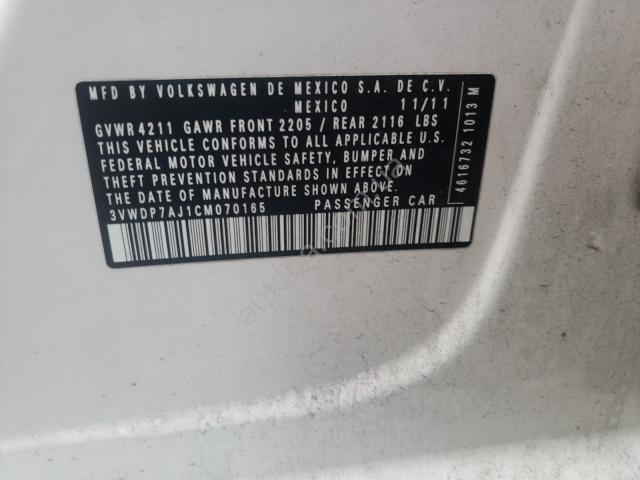 MFD BY VOLKSWAGEN DE MEXICO S.A. DE C.V.
MEXICO 11/11
GVWR 4211 GAWR FRONT 2205 / REAR 2116 LBS
THIS VEHICLE CONFORMS TO ALL APPLICABLE U.S.
FEDERAL MOTOR VEHICLE SAFETY, BUMPER AND
THEFT PREVENTION STANDARDS IN EFFECT ON
THE DATE OF MANUFACTURE SHOWN ABOVE.
3VWDP7AJ1CM070165 PASSENGER CAR
4616732 1013 M